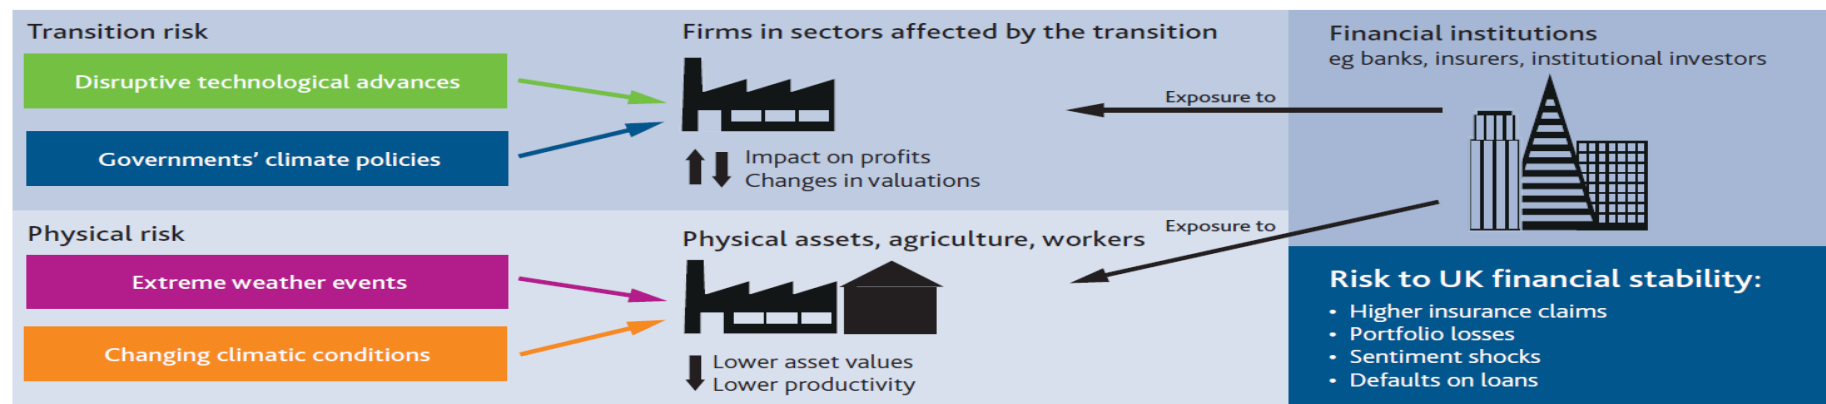 Transition risk
Disruptive technological advances
Governments’ climate policies
Firms in sectors affected by the transition
Impact on profits
Changes in valuations
Exposure to
Financial institutions
eg banks, insurers, institutional investors
Physical risk
Extreme weather events
Changing climatic conditions
Physical assets, agriculture, workers
Lower asset values
Lower productivity
Exposure to
Risk to UK financial stability:
• Higher insurance claims
• Portfolio losses
• Sentiment shocks
• Defaults on loans